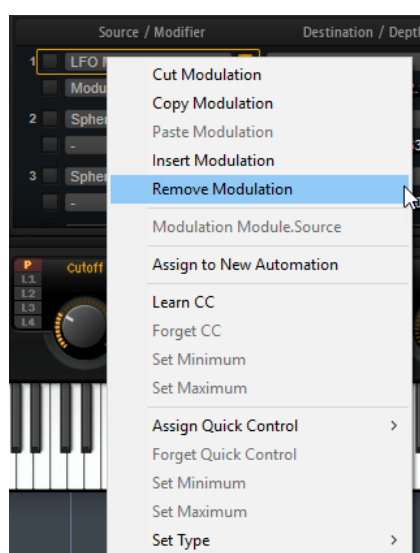 Source / Modifier Destination / Depth
1 LFO
Cut Modulation
Modu
Copy Modulation
2 Sphe
Paste Modulation
-
Insert Modulation
3 Sphe
Remove Modulation
-
Modulation Module.Source
P Cutoff
Assign to New Automation
L1
L2
Learn CC
L3
L4
Forget CC
Set Minimum
Set Maximum
Assign Quick Control >
Forget Quick Control
Set Minimum
Set Maximum
Set Type >